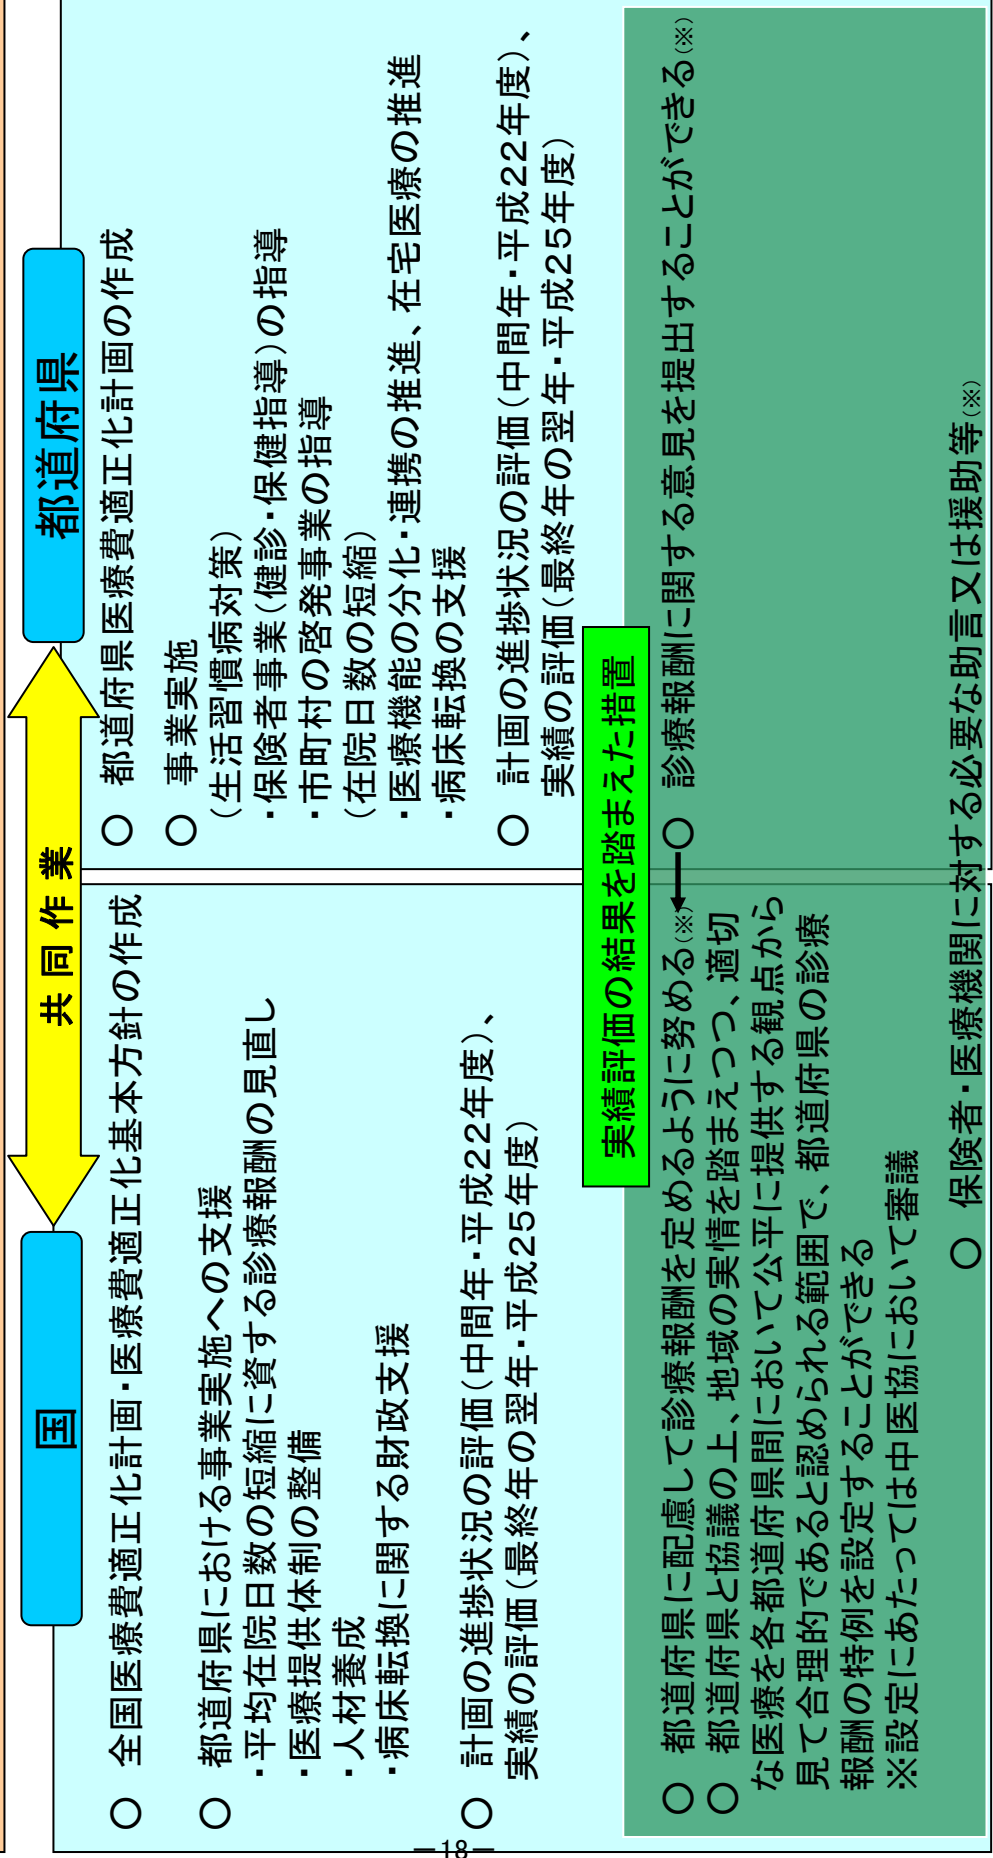 国
共同作業
都道府県
○ 全国医療費適正化計画・医療費適正化基本方針の作成
○ 都道府県における事業実施への支援
・平均在院日数の短縮に資する診療報酬の見直し
・医療提供体制の整備
・人材養成
・病床転換に関する財政支援
○ 計画の進捗状況の評価(中間年・平成22年度)、
実績の評価(最終年の翌年・平成25年度)
○ 都道府県医療費適正化計画の作成
○ 事業実施
(生活習慣病対策)
・保険者事業(健診・保健指導)の指導
・市町村の啓発事業の指導
(在院日数の短縮)
・医療機能の分化・連携の推進、在宅医療の推進
・病床転換の支援
○ 計画の進捗状況の評価(中間年・平成22年度)、
実績の評価(最終年の翌年・平成25年度)
実績評価の結果を踏まえた措置
○ 都道府県に配慮して診療報酬を定めるように努める(※)
○ 都道府県と協議の上、地域の実情を踏まえつつ、適切
な医療を各都道府県間において公平に提供する観点から
見て合理的であると認められる範囲で、都道府県の診療
報酬の特例を設定することができる
※設定にあたっては中医協において審議
○ 診療報酬に関する意見を提出することができる(※)
○ 保険者・医療機関に対する必要な助言又は援助等(※)
-18-